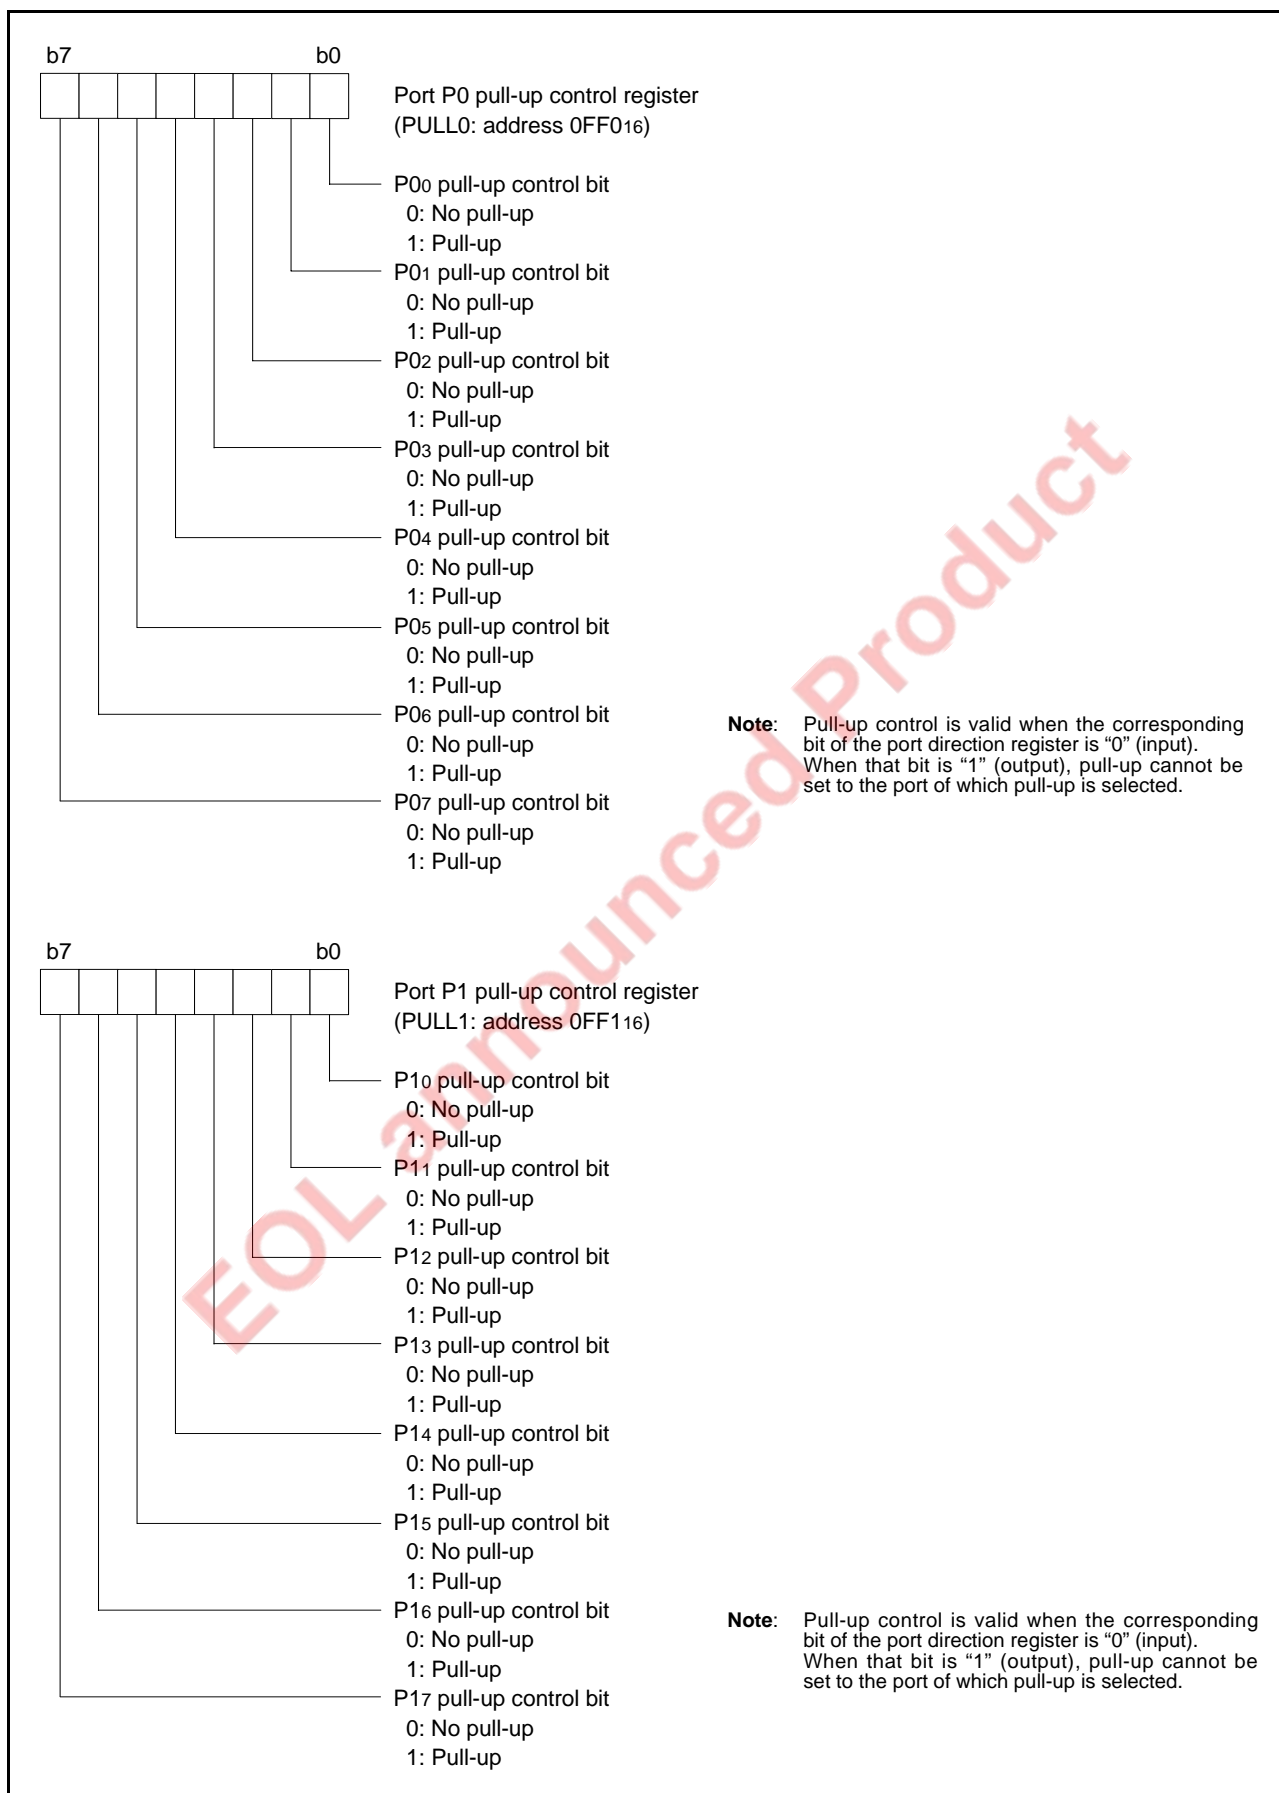 b7 b0
Port P0 pull-up control register
(PULL0: address 0FF016)
P00 pull-up control bit
0: No pull-up
1: Pull-up
P01 pull-up control bit
0: No pull-up
1: Pull-up
P02 pull-up control bit
0: No pull-up
1: Pull-up
P03 pull-up control bit
0: No pull-up
1: Pull-up
P04 pull-up control bit
0: No pull-up
1: Pull-up
P05 pull-up control bit
0: No pull-up
1: Pull-up
P06 pull-up control bit
0: No pull-up
1: Pull-up
P07 pull-up control bit
0: No pull-up
1: Pull-up
Note: Pull-up control is valid when the corresponding
bit of the port direction register is “0” (input).
When that bit is “1” (output), pull-up cannot be
set to the port of which pull-up is selected.
b7 b0
Port P1 pull-up control register
(PULL1: address 0FF116)
P10 pull-up control bit
0: No pull-up
1: Pull-up
P11 pull-up control bit
0: No pull-up
1: Pull-up
P12 pull-up control bit
0: No pull-up
1: Pull-up
P13 pull-up control bit
0: No pull-up
1: Pull-up
P14 pull-up control bit
0: No pull-up
1: Pull-up
P15 pull-up control bit
0: No pull-up
1: Pull-up
P16 pull-up control bit
0: No pull-up
1: Pull-up
P17 pull-up control bit
0: No pull-up
1: Pull-up
Note: Pull-up control is valid when the corresponding
bit of the port direction register is “0” (input).
When that bit is “1” (output), pull-up cannot be
set to the port of which pull-up is selected.
EOL announced Product